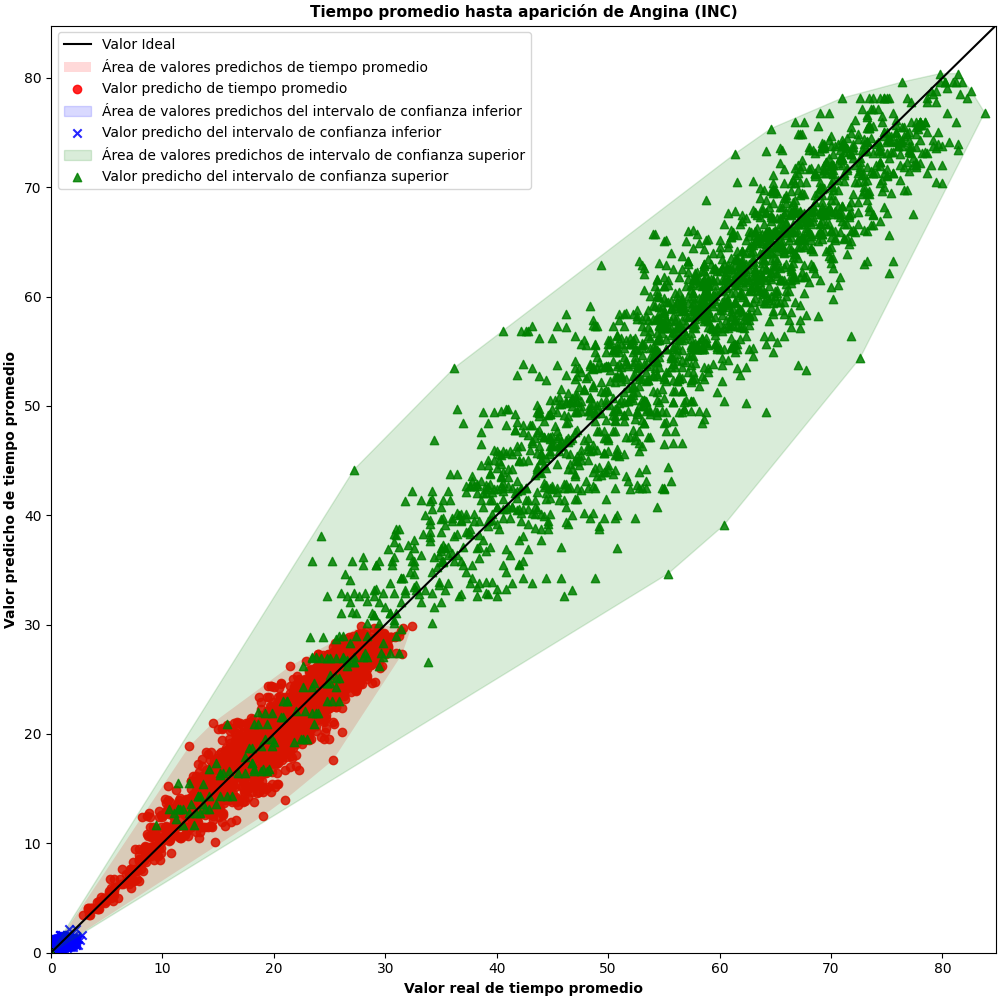 Tiempo promedio hasta aparición de Angina (INC)
Valor Ideal
Área de valores predichos de tiempo promedio
Valor predicho de tiempo promedio
Área de valores predichos del intervalo de confianza inferior
Valor predicho del intervalo de confianza inferior
Área de valores predichos de intervalo de confianza superior
Valor predicho del intervalo de confianza superior
Valor predicho de tiempo promedio
80
70
60
50
40
30
20
10
0
0 10 20 30 40 50 60 70 80
Valor real de tiempo promedio